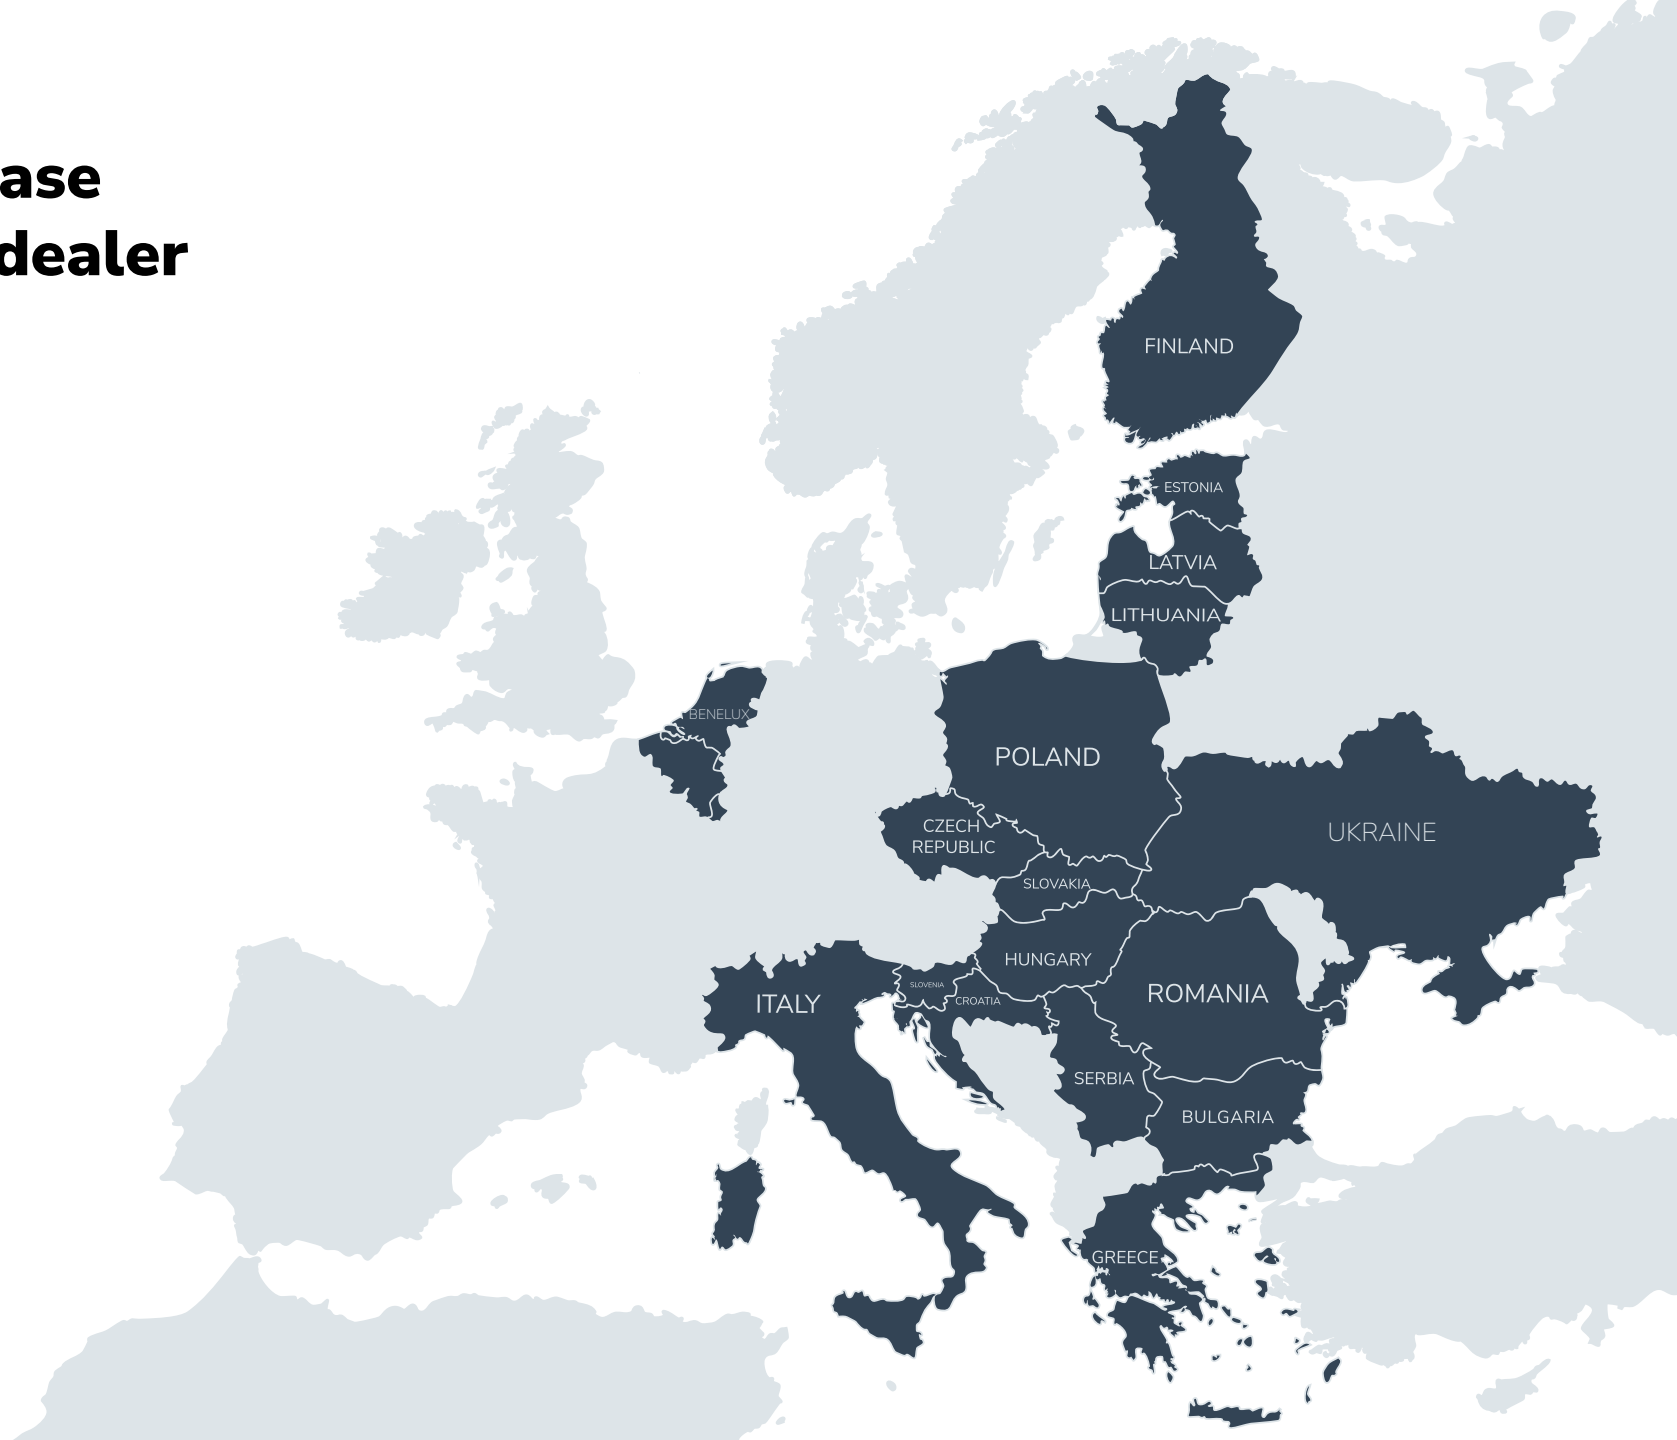 ase
dealer
FINLAND
ESTONIA
LATVIA
LITHUANIA
BENELUX
POLAND
UKRAINE
CZECH
REPUBLIC
SLOVAKIA
HUNGARY
SLOVENIA
CROATIA
ITALY
ROMANIA
SERBIA
BULGARIA
GREECE